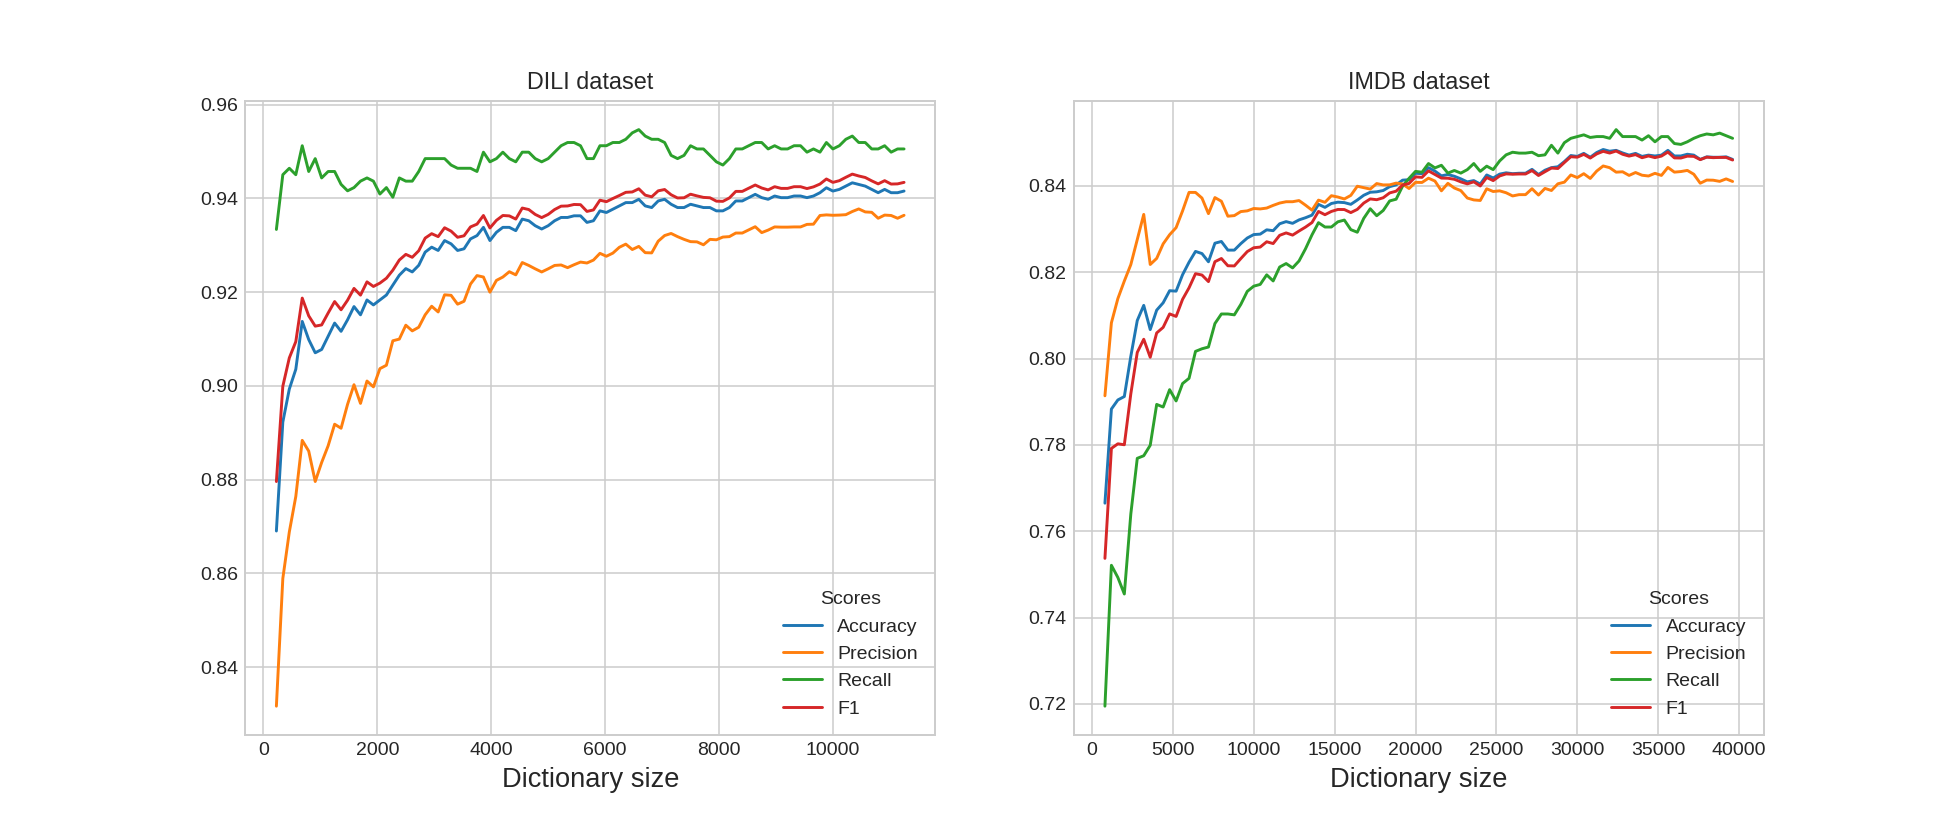 DILI dataset
0.96
0.94
0.92
0.90
0.88
0.86
0.84
0 2000 4000 6000 8000 10000
Dictionary size
Scores
Accuracy
Precision
Recall
F1
IMDB dataset
0.84
0.82
0.80
0.78
0.76
0.74
0.72
0 5000 10000 15000 20000 25000 30000 35000 40000
Dictionary size
Scores
Accuracy
Precision
Recall
F1